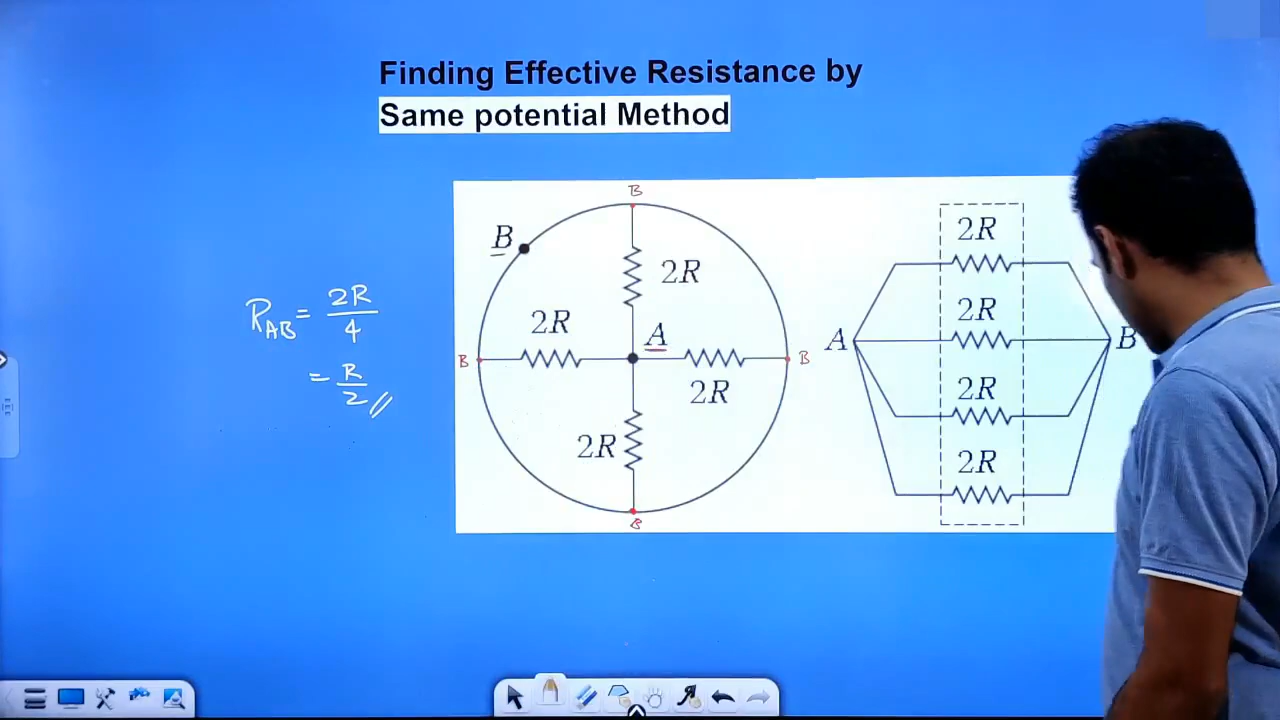 Finding Effective Resistance by
Same potential Method
B
B
2R
2R
A
B
B
2R
2R
B
2R
2R
A
B
2R
2R
R_AB = 2R/4
= R/2 //